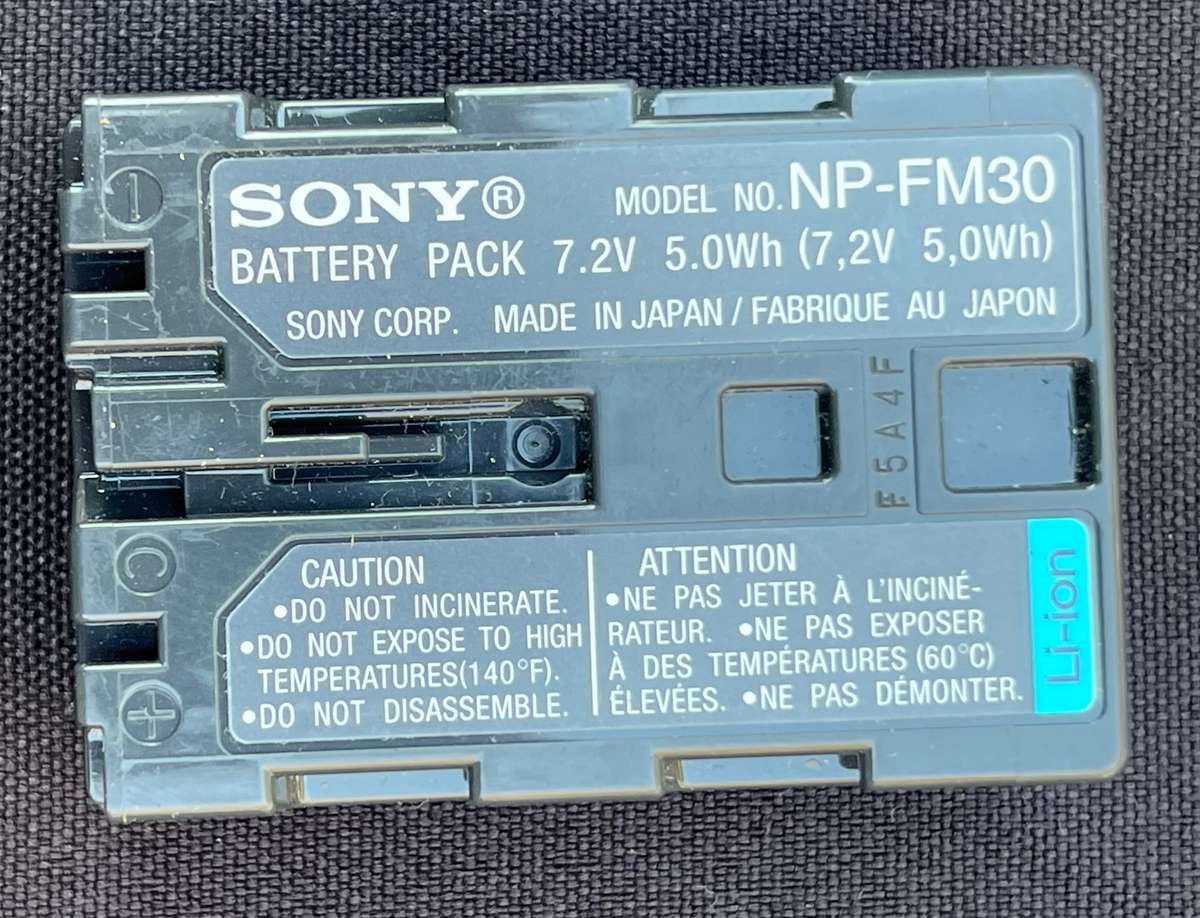 SONY® MODEL NO. NP-FM30
BATTERY PACK 7.2V 5.0Wh (7,2V 5,0Wh)
SONY CORP. MADE IN JAPAN / FABRIQUE AU JAPON
F5A4F
C
CAUTION
•DO NOT INCINERATE.
•DO NOT EXPOSE TO HIGH
TEMPERATURES(140°F).
•DO NOT DISASSEMBLE.
ATTENTION
•NE PAS JETER À L'INCINÉ-
RATEUR. •NE PAS EXPOSER
À DES TEMPÉRATURES (60°C)
ÉLEVÉES. •NE PAS DÉMONTER.
Li-ion
+